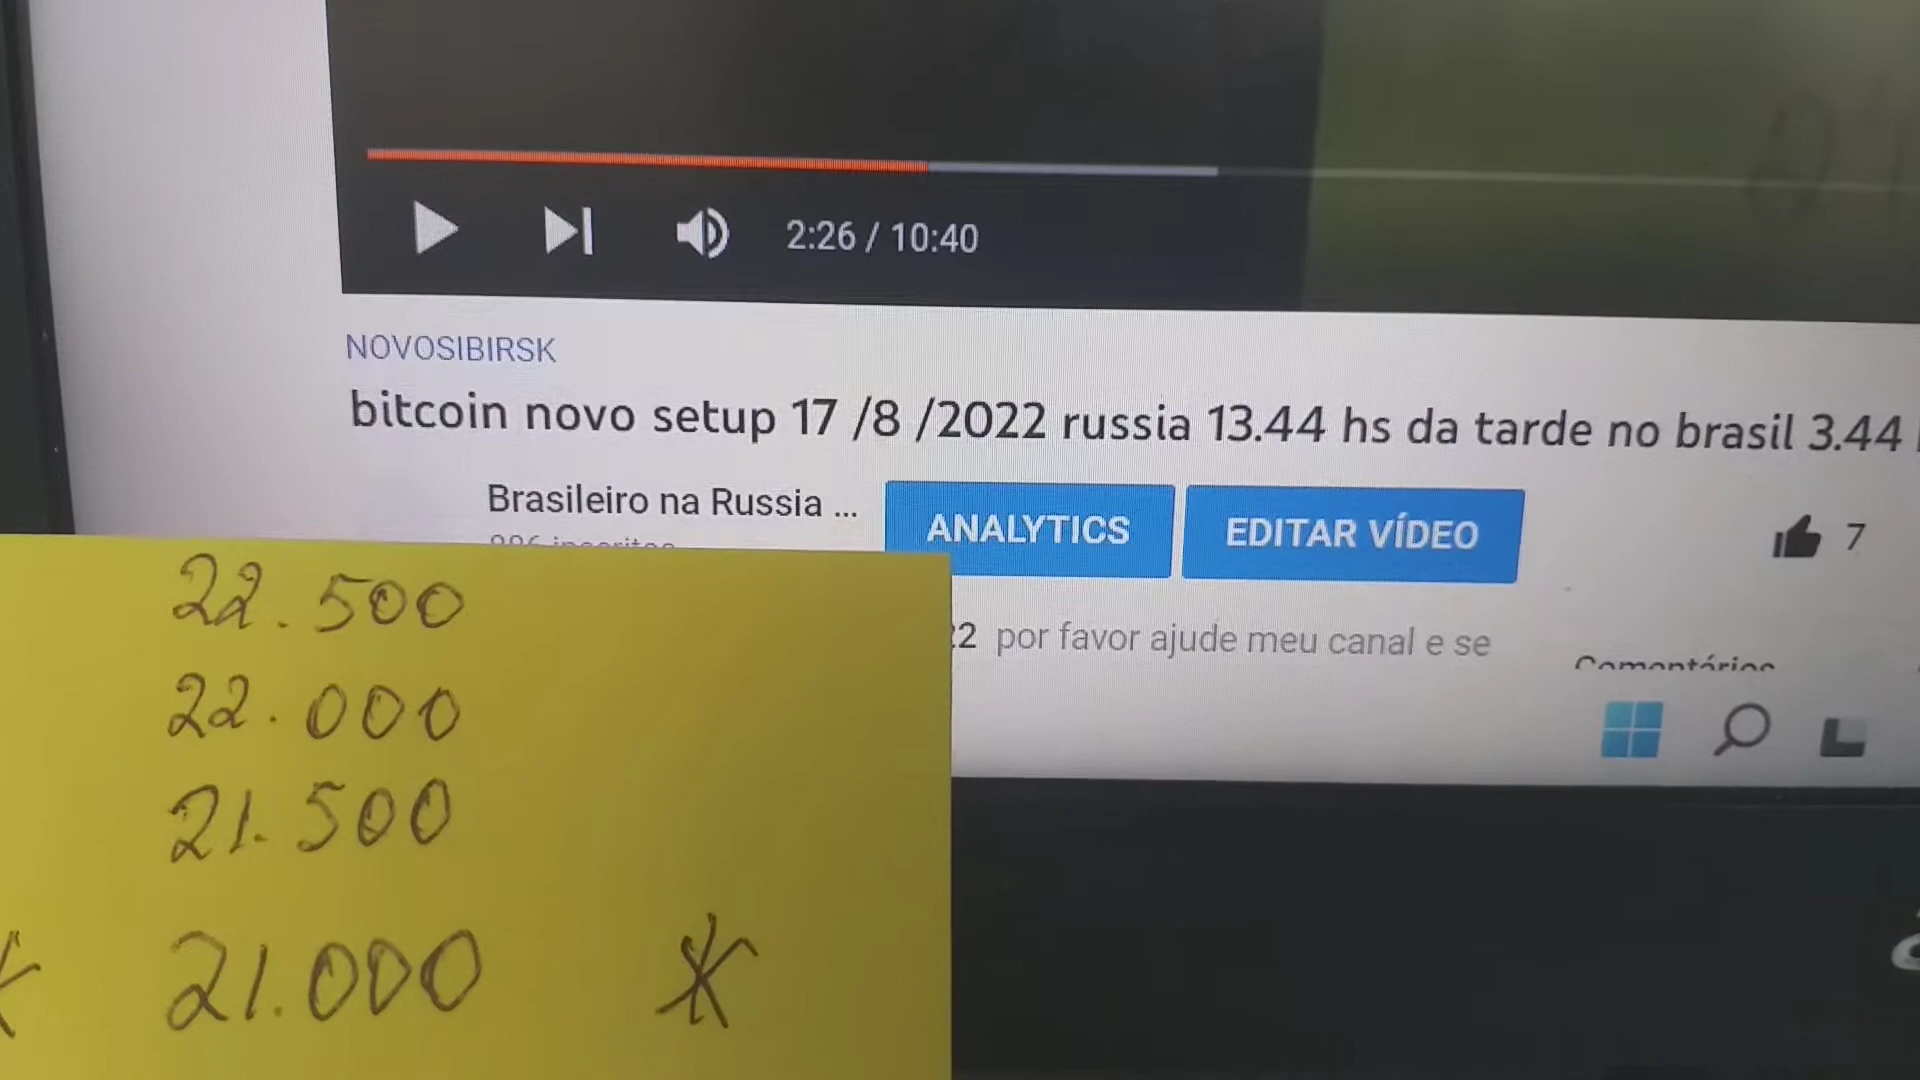 2:26 / 10:40
NOVOSIBIRSK
bitcoin novo setup 17 /8 /2022 russia 13.44 hs da tarde no brasil 3.44
Brasileiro na Russia ...
ANALYTICS
EDITAR VÍDEO
7
por favor ajude meu canal e se
Comentários
22.500
22.000
21.500
* 21.000 *